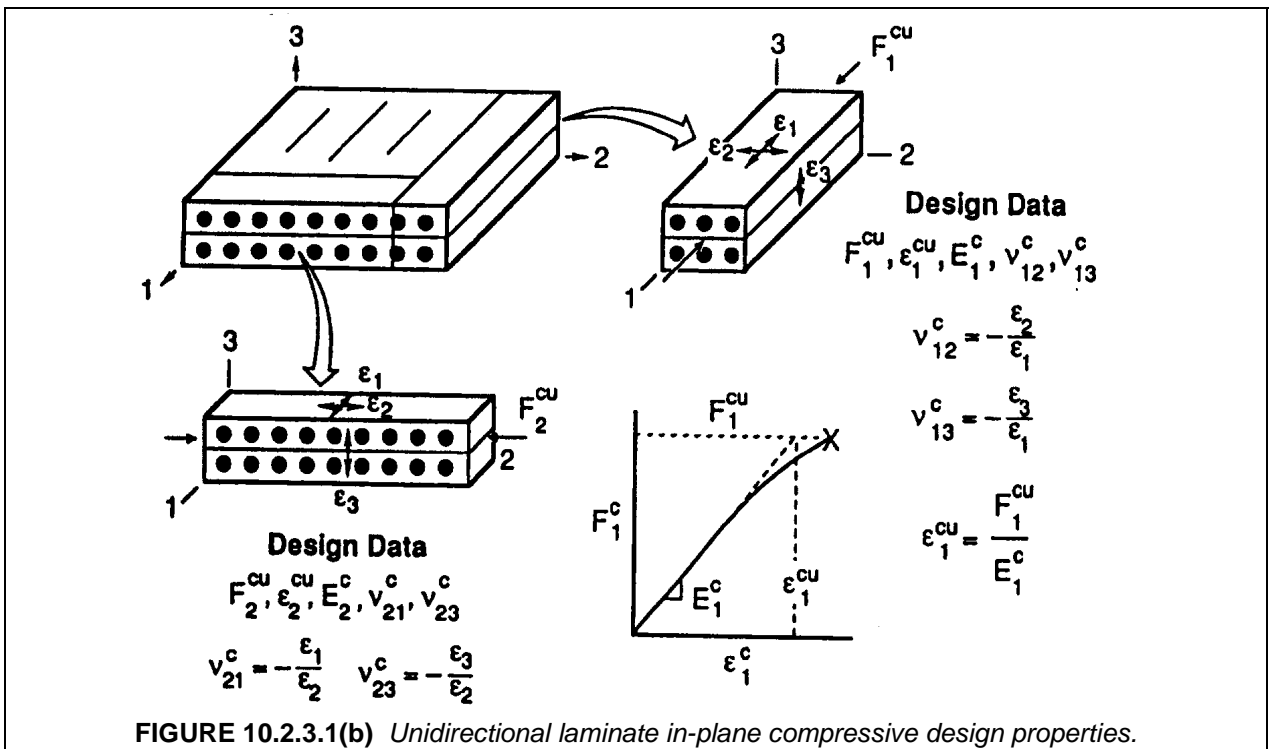 3
2
1
3
F₁ᶜᵘ
ε₁
ε₂
ε₃
2
1
Design Data
F₁ᶜᵘ, ε₁ᶜᵘ, E₁ᶜ, ν₁₂ᶜ, ν₁₃ᶜ
ν₁₂ᶜ = - ε₂/ε₁
ν₁₃ᶜ = - ε₃/ε₁
ε₁ᶜᵘ = F₁ᶜᵘ/E₁ᶜ
3
ε₁
ε₂
F₂ᶜᵘ
2
1
ε₃
Design Data
F₂ᶜᵘ, ε₂ᶜᵘ, E₂ᶜ, ν₂₁ᶜ, ν₂₃ᶜ
ν₂₁ᶜ = - ε₁/ε₂ ν₂₃ᶜ = - ε₃/ε₂
F₁ᶜᵘ
X
F₁ᶜ
E₁ᶜ
ε₁ᶜᵘ
ε₁ᶜ
FIGURE 10.2.3.1(b) Unidirectional laminate in-plane compressive design properties.